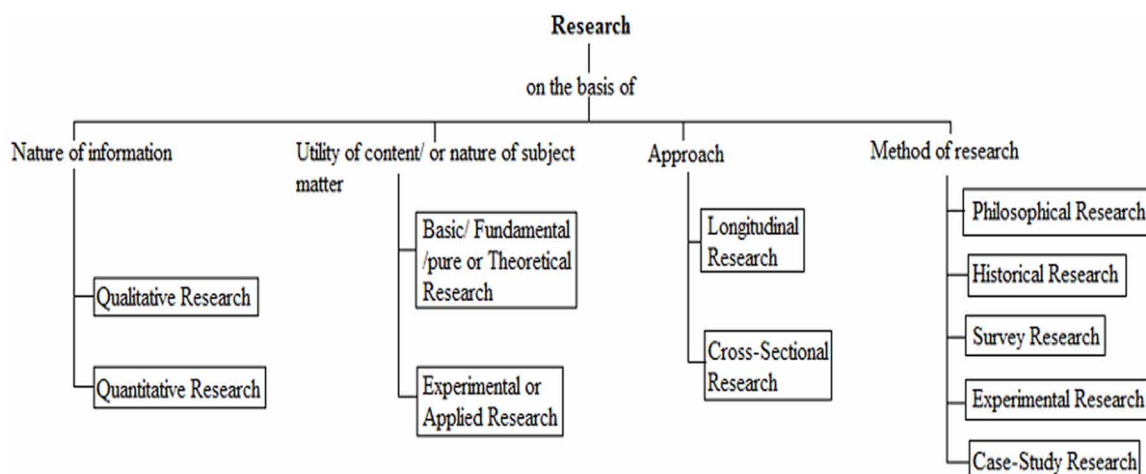 Research
on the basis of
Nature of information
Qualitative Research
Quantitative Research
Utility of content/ or nature of subject
matter
Basic/ Fundamental
/pure or Theoretical
Research
Experimental or
Applied Research
Approach
Longitudinal
Research
Cross-Sectional
Research
Method of research
Philosophical Research
Historical Research
Survey Research
Experimental Research
Case-Study Research